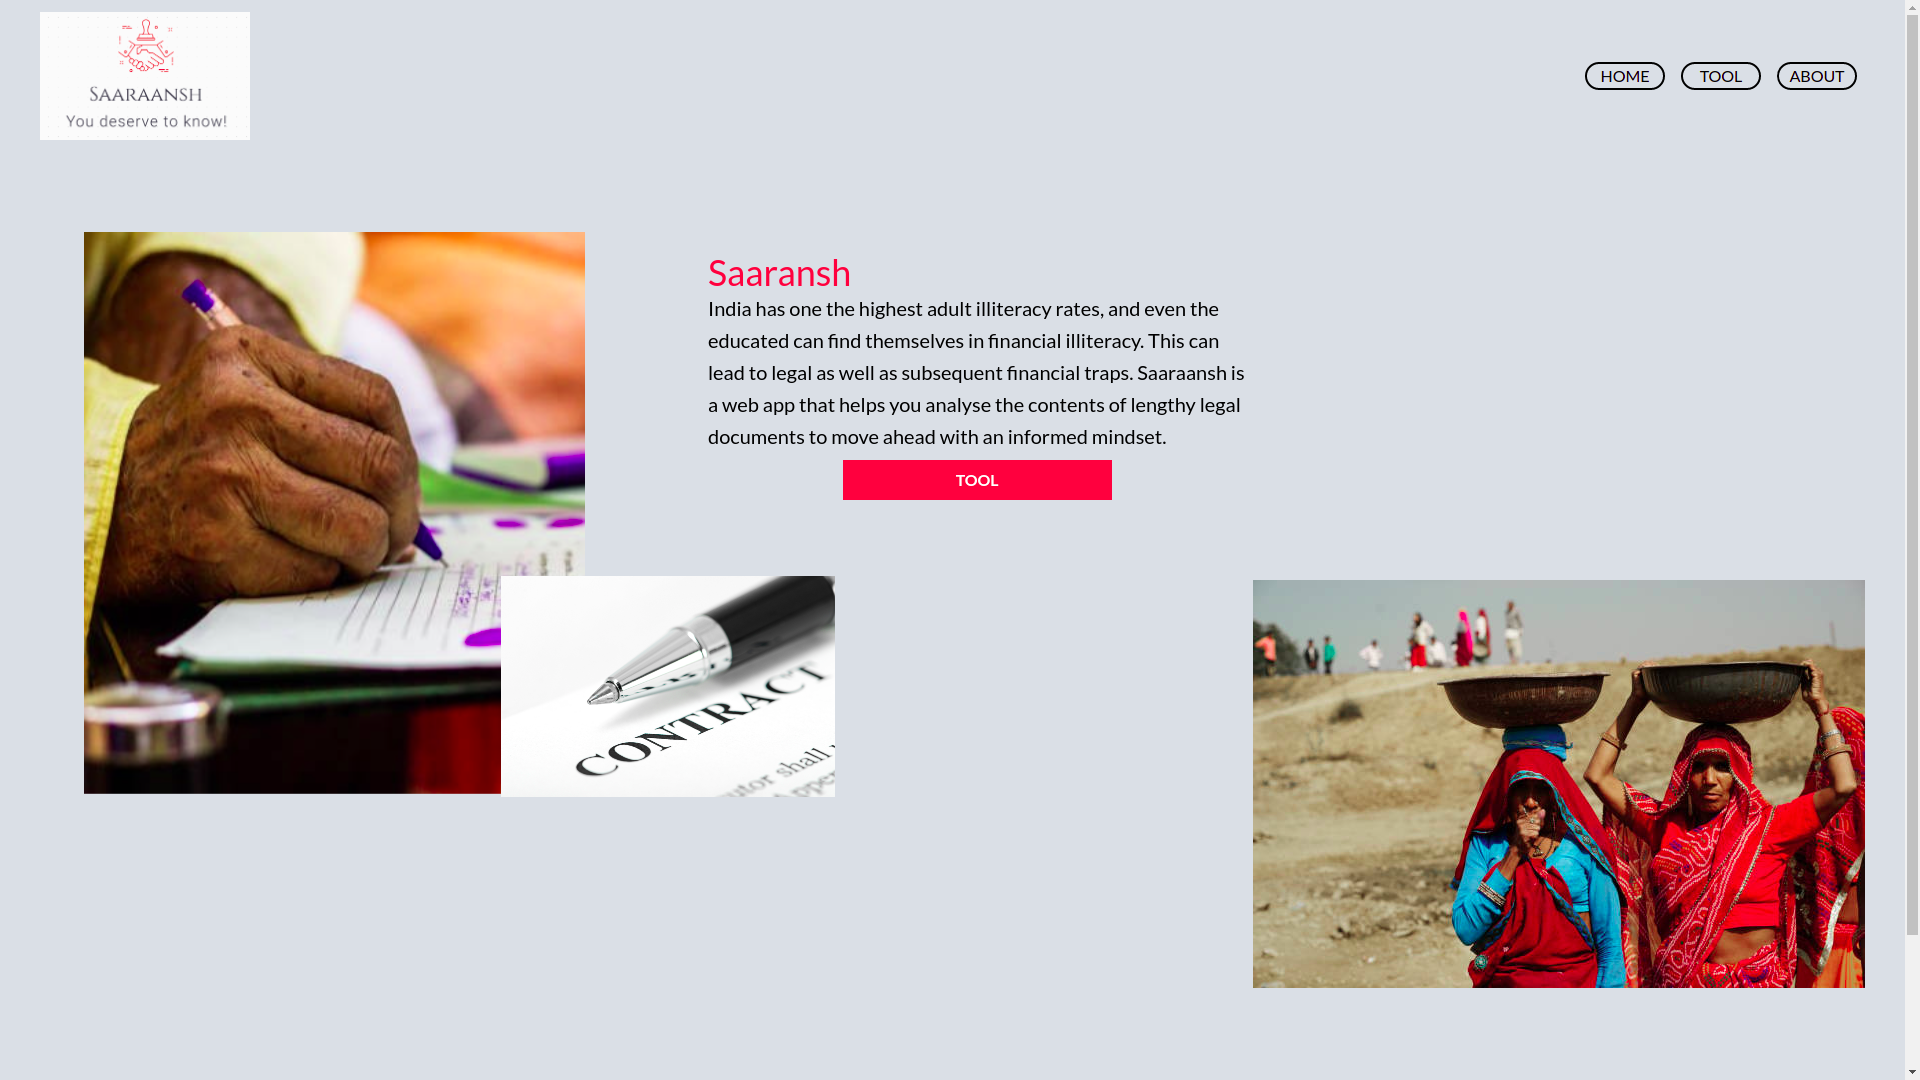 SAARAANSH
You deserve to know!
HOME
TOOL
ABOUT
Saaransh
India has one the highest adult illiteracy rates, and even the
educated can find themselves in financial illiteracy. This can
lead to legal as well as subsequent financial traps. Saaraansh is
a web app that helps you analyse the contents of lengthy legal
documents to move ahead with an informed mindset.
TOOL
CONTRACT
utor shall